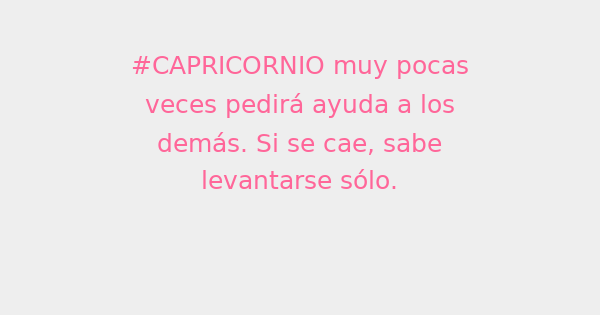 #CAPRICORNIO muy pocas
veces pedirá ayuda a los
demás. Si se cae, sabe
levantarse sólo.